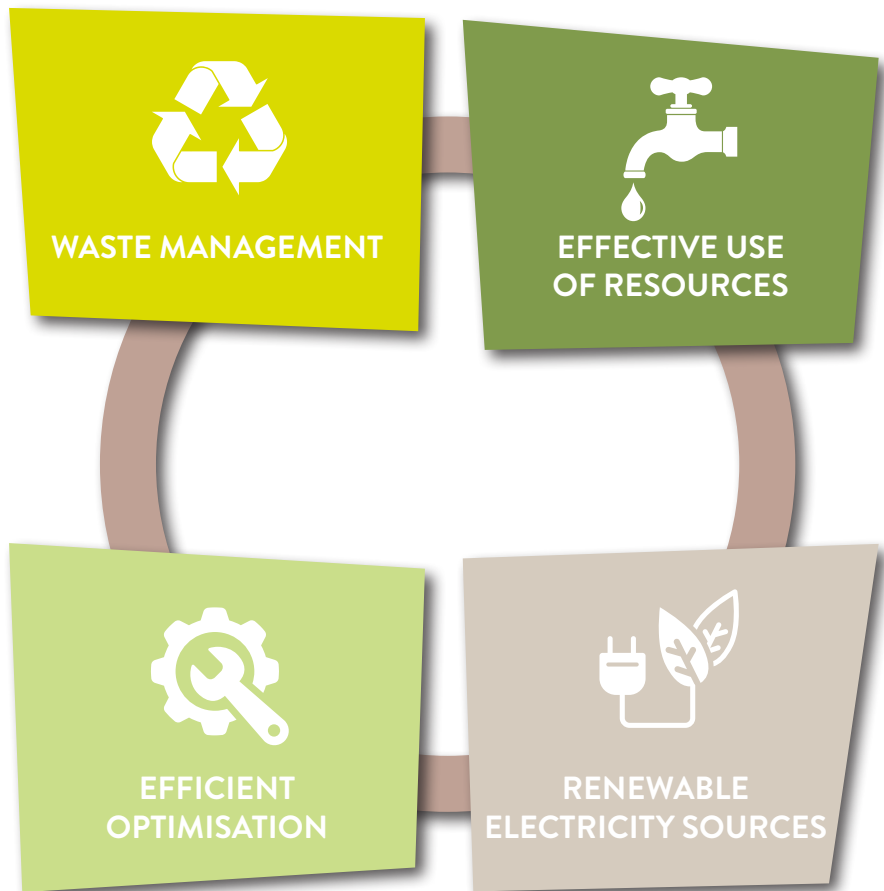 WASTE MANAGEMENT
EFFECTIVE USE
OF RESOURCES
EFFICIENT
OPTIMISATION
RENEWABLE
ELECTRICITY SOURCES